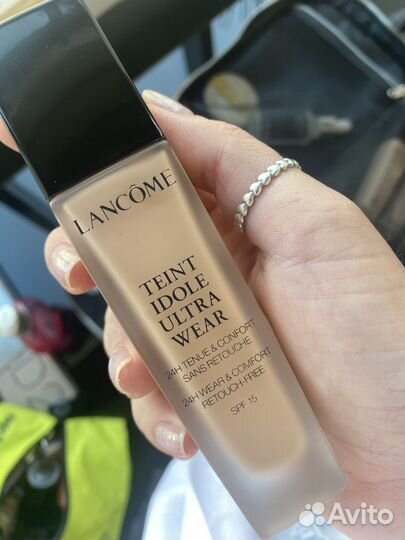 LANCÔME
TEINT
IDOLE
ULTRA
WEAR
24H TENUE & CONFORT
SANS RETOUCHE
24H WEAR & COMFORT
RETOUCH-FREE
SPF 15
Avito